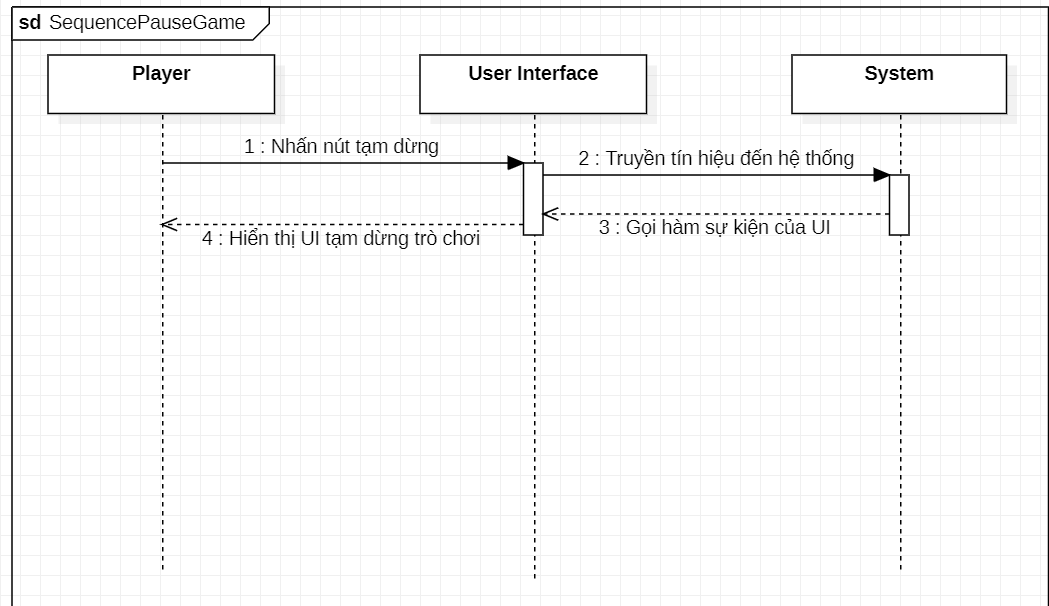 sd SequencePauseGame
Player
User Interface
System
1 : Nhấn nút tạm dừng
2 : Truyền tín hiệu đến hệ thống
3 : Gọi hàm sự kiện của UI
4 : Hiển thị UI tạm dừng trò chơi